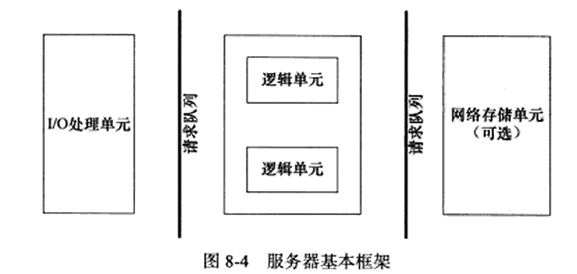 I/O处理单元
请求队列
逻辑单元
逻辑单元
请求队列
网络存储单元
（可选）
图 8-4　服务器基本框架